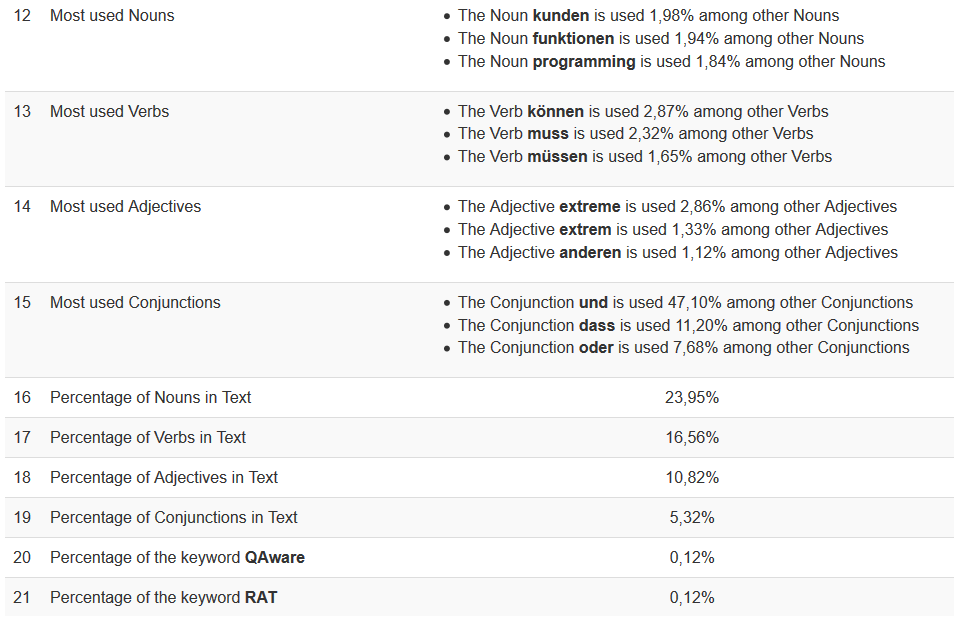 12 Most used Nouns • The Noun kunden is used 1,98% among other Nouns
• The Noun funktionen is used 1,94% among other Nouns
• The Noun programming is used 1,84% among other Nouns
13 Most used Verbs • The Verb können is used 2,87% among other Verbs
• The Verb muss is used 2,32% among other Verbs
• The Verb müssen is used 1,65% among other Verbs
14 Most used Adjectives • The Adjective extreme is used 2,86% among other Adjectives
• The Adjective extrem is used 1,33% among other Adjectives
• The Adjective anderen is used 1,12% among other Adjectives
15 Most used Conjunctions • The Conjunction und is used 47,10% among other Conjunctions
• The Conjunction dass is used 11,20% among other Conjunctions
• The Conjunction oder is used 7,68% among other Conjunctions
16 Percentage of Nouns in Text 23,95%
17 Percentage of Verbs in Text 16,56%
18 Percentage of Adjectives in Text 10,82%
19 Percentage of Conjunctions in Text 5,32%
20 Percentage of the keyword QAware 0,12%
21 Percentage of the keyword RAT 0,12%